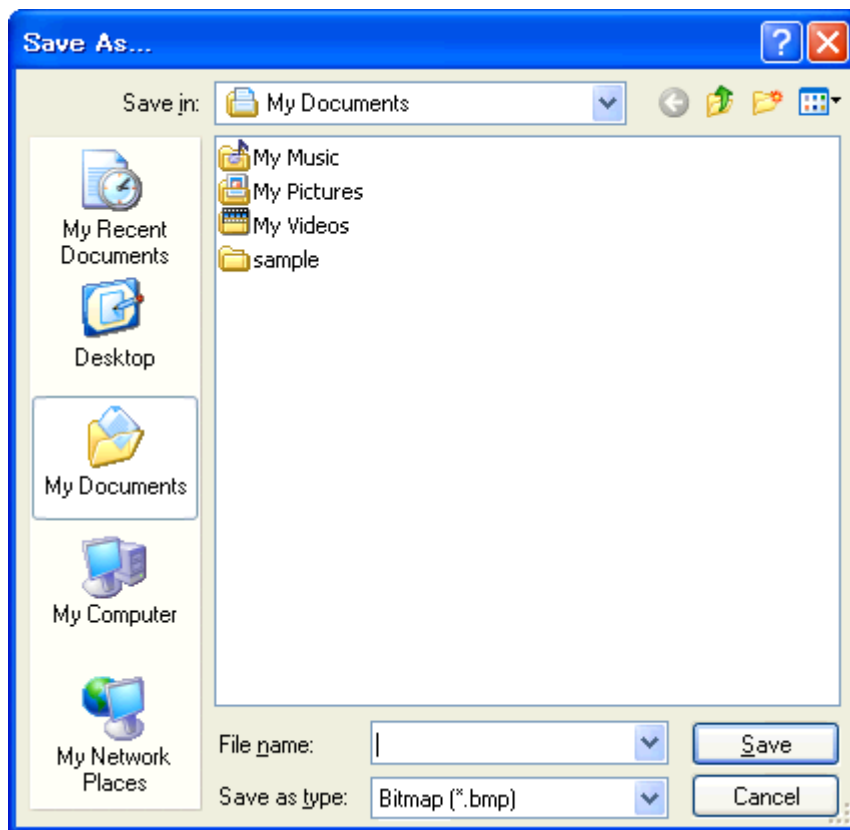 Save As...
?
Save in:
My Documents
My Recent
Documents
Desktop
My Documents
My Computer
My Network
Places
My Music
My Pictures
My Videos
sample
File name:
Save
Save as type:
Bitmap (*.bmp)
Cancel